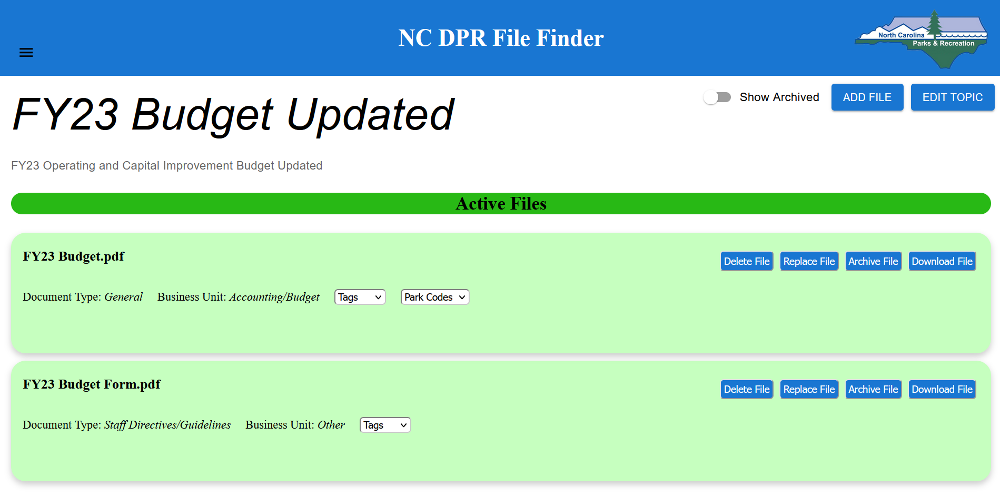 NC DPR File Finder
North Carolina
Parks & Recreation
FY23 Budget Updated
Show Archived
ADD FILE
EDIT TOPIC
FY23 Operating and Capital Improvement Budget Updated
Active Files
FY23 Budget.pdf
Delete File
Replace File
Archive File
Download File
Document Type: General
Business Unit: Accounting/Budget
Tags
Park Codes
FY23 Budget Form.pdf
Delete File
Replace File
Archive File
Download File
Document Type: Staff Directives/Guidelines
Business Unit: Other
Tags